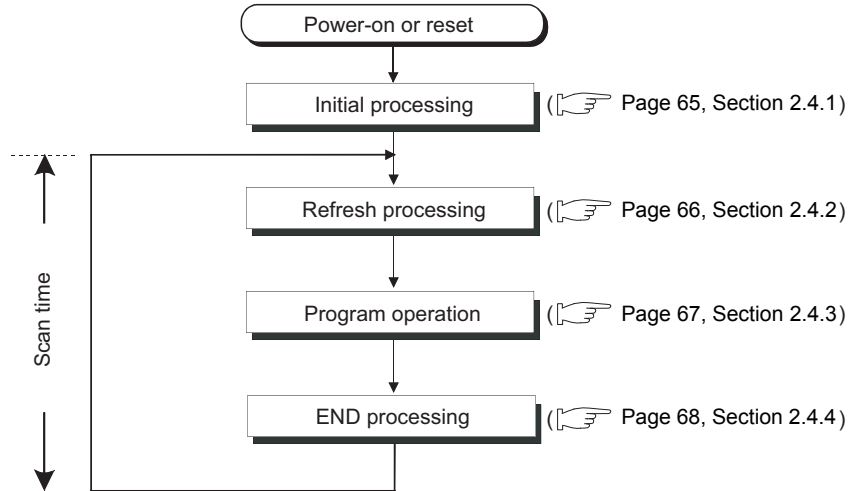 Power-on or reset
Initial processing
( Page 65, Section 2.4.1)
Refresh processing
( Page 66, Section 2.4.2)
Scan time
Program operation
( Page 67, Section 2.4.3)
END processing
( Page 68, Section 2.4.4)